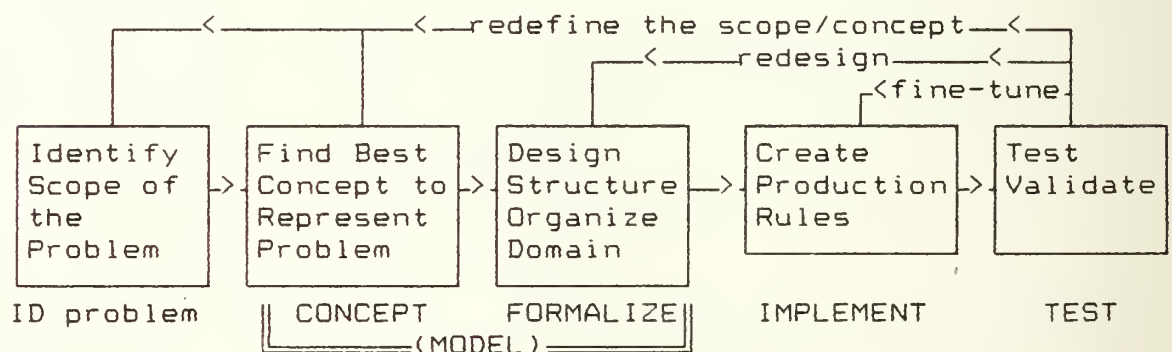 redefine the scope/concept
redesign
fine-tune
Identify
Scope of
the
Problem
Find Best
Concept to
Represent
Problem
Design
Structure
Organize
Domain
Create
Production
Rules
Test
Validate
ID problem
CONCEPT
FORMALIZE
IMPLEMENT
TEST
(MODEL)